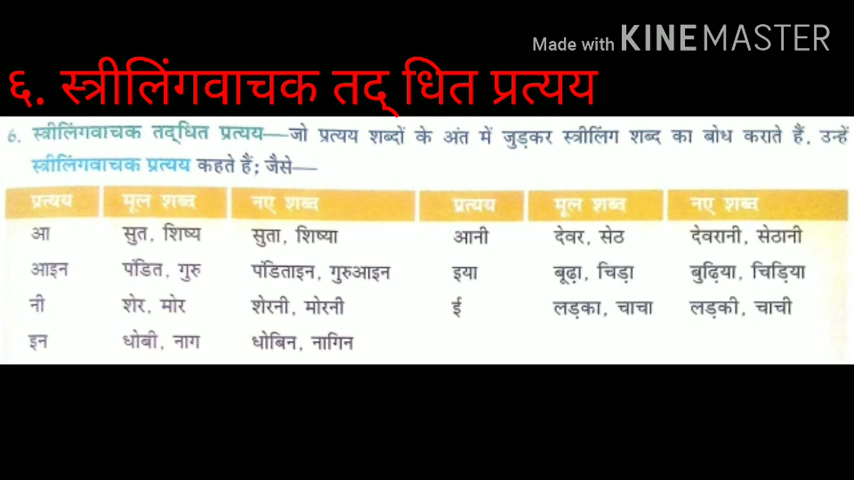 Made with KINEMASTER
६. स्त्रीलिंगवाचक तद् धित प्रत्यय
6. स्त्रीलिंगवाचक तद्धित प्रत्यय—जो प्रत्यय शब्दों के अंत में जुड़कर स्त्रीलिंग शब्द का बोध कराते हैं, उन्हें
स्त्रीलिंगवाचक प्रत्यय कहते हैं; जैसे—
प्रत्यय मूल शब्द नए शब्द प्रत्यय मूल शब्द नए शब्द
आ सुत, शिष्य सुता, शिष्या आनी देवर, सेठ देवरानी, सेठानी
आइन पंडित, गुरु पंडिताइन, गुरुआइन इया बूढ़ा, चिड़ा बुढ़िया, चिड़िया
नी शेर, मोर शेरनी, मोरनी ई लड़का, चाचा लड़की, चाची
इन धोबी, नाग धोबिन, नागिन